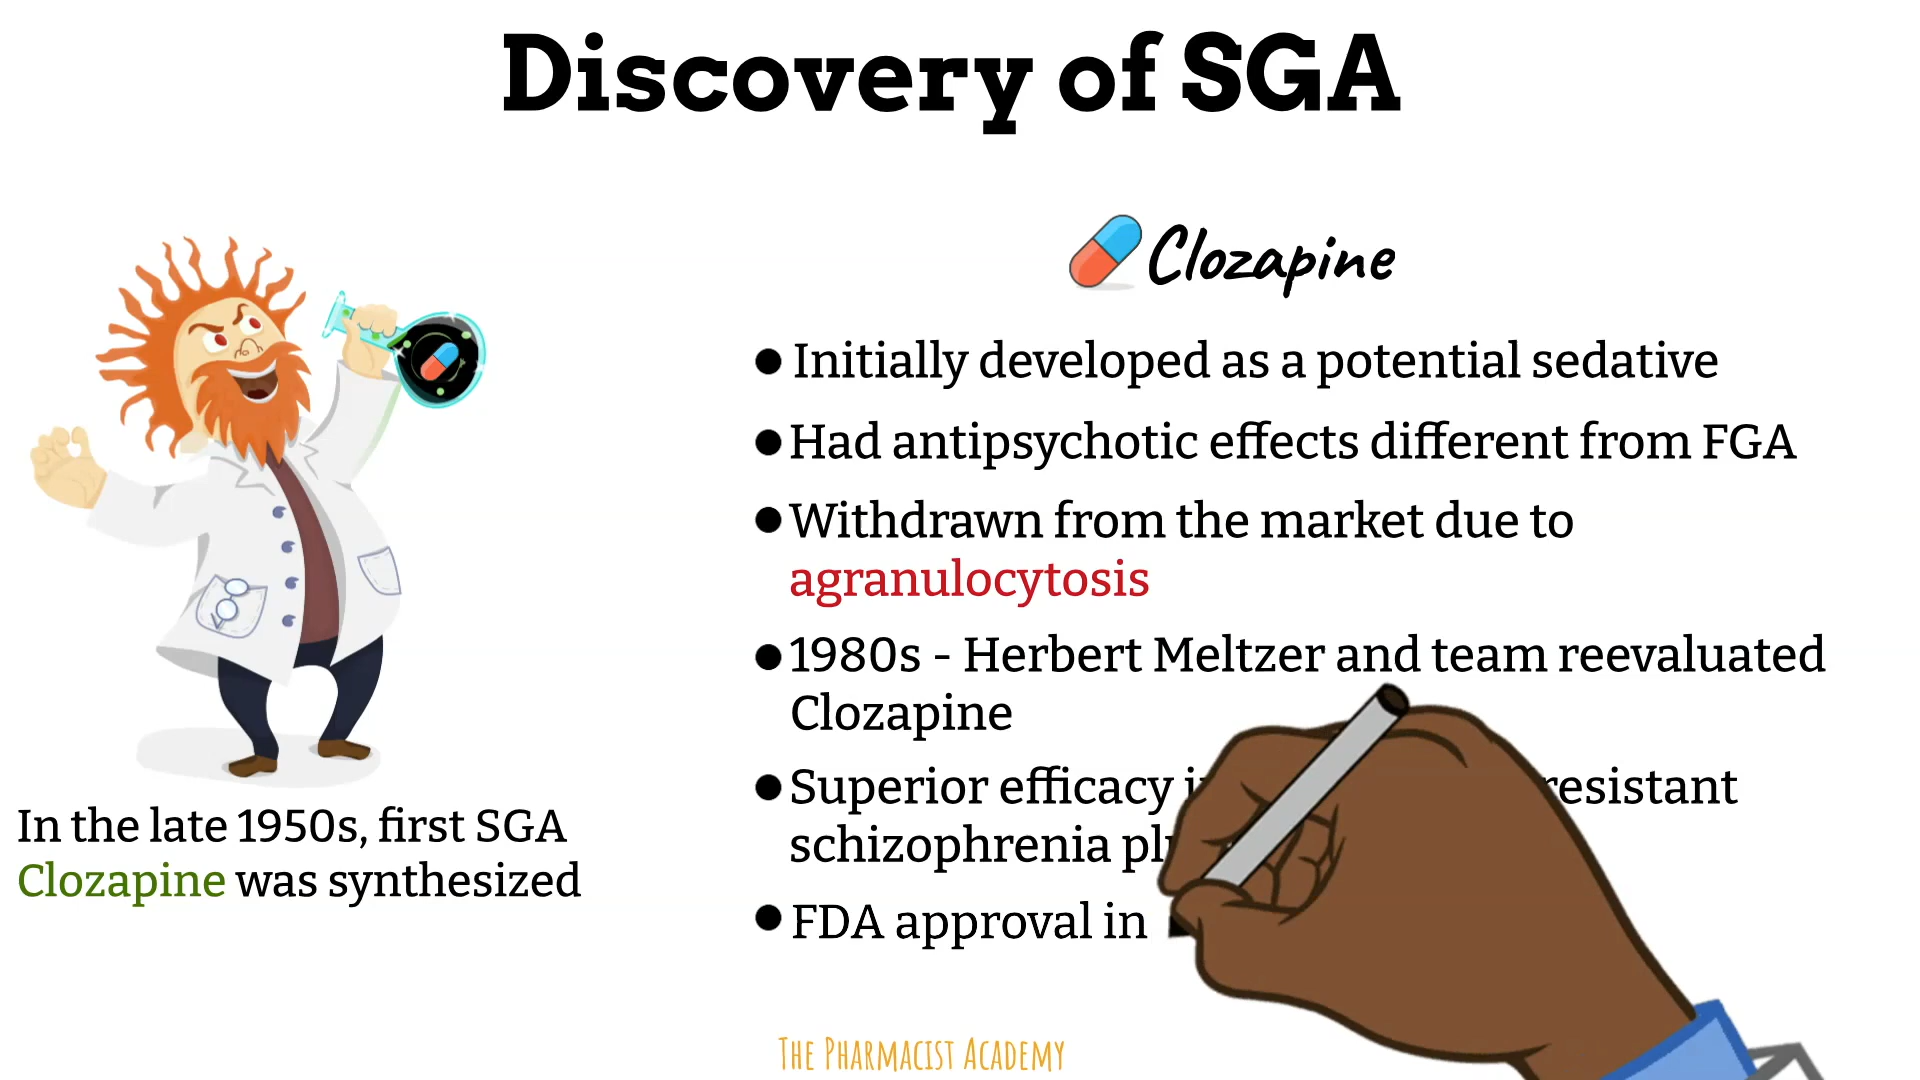 Discovery of SGA
Clozapine
● Initially developed as a potential sedative
● Had antipsychotic effects different from FGA
● Withdrawn from the market due to
agranulocytosis
● 1980s - Herbert Meltzer and team reevaluated
Clozapine
● Superior efficacy resistant
schizophrenia
● FDA approval in
In the late 1950s, first SGA
Clozapine was synthesized
The Pharmacist Academy